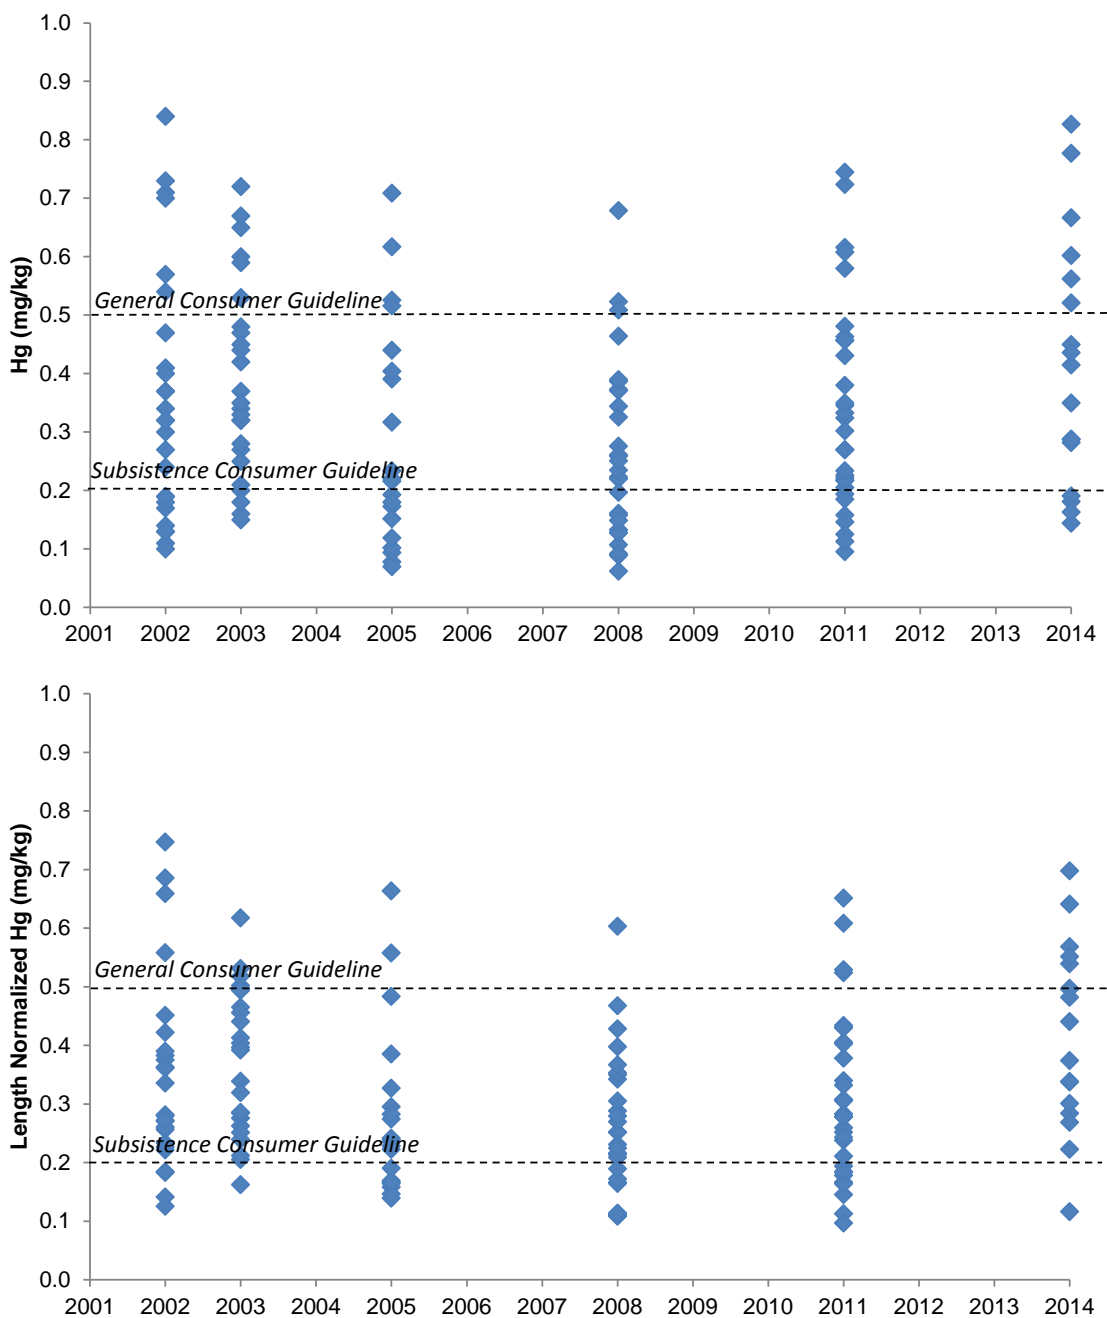 1.0
0.9
0.8
0.7
0.6
0.5
0.4
0.3
0.2
0.1
0.0
Hg (mg/kg)
General Consumer Guideline
Subsistence Consumer Guideline
2001 2002 2003 2004 2005 2006 2007 2008 2009 2010 2011 2012 2013 2014
1.0
0.9
0.8
0.7
0.6
0.5
0.4
0.3
0.2
0.1
0.0
Length Normalized Hg (mg/kg)
General Consumer Guideline
Subsistence Consumer Guideline
2001 2002 2003 2004 2005 2006 2007 2008 2009 2010 2011 2012 2013 2014